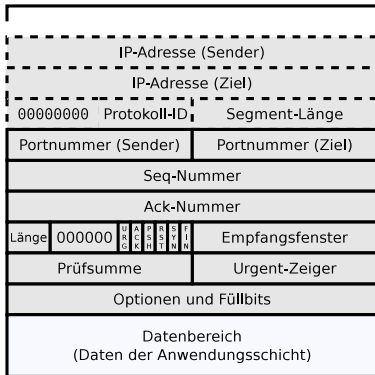 IP-Adresse (Sender)
IP-Adresse (Ziel)
00000000 Protokoll-ID Segment-Länge
Portnummer (Sender) Portnummer (Ziel)
Seq-Nummer
Ack-Nummer
Länge 000000 URG ACK PSH RST SYN FIN Empfangsfenster
Prüfsumme Urgent-Zeiger
Optionen und Füllbits
Datenbereich
(Daten der Anwendungsschicht)